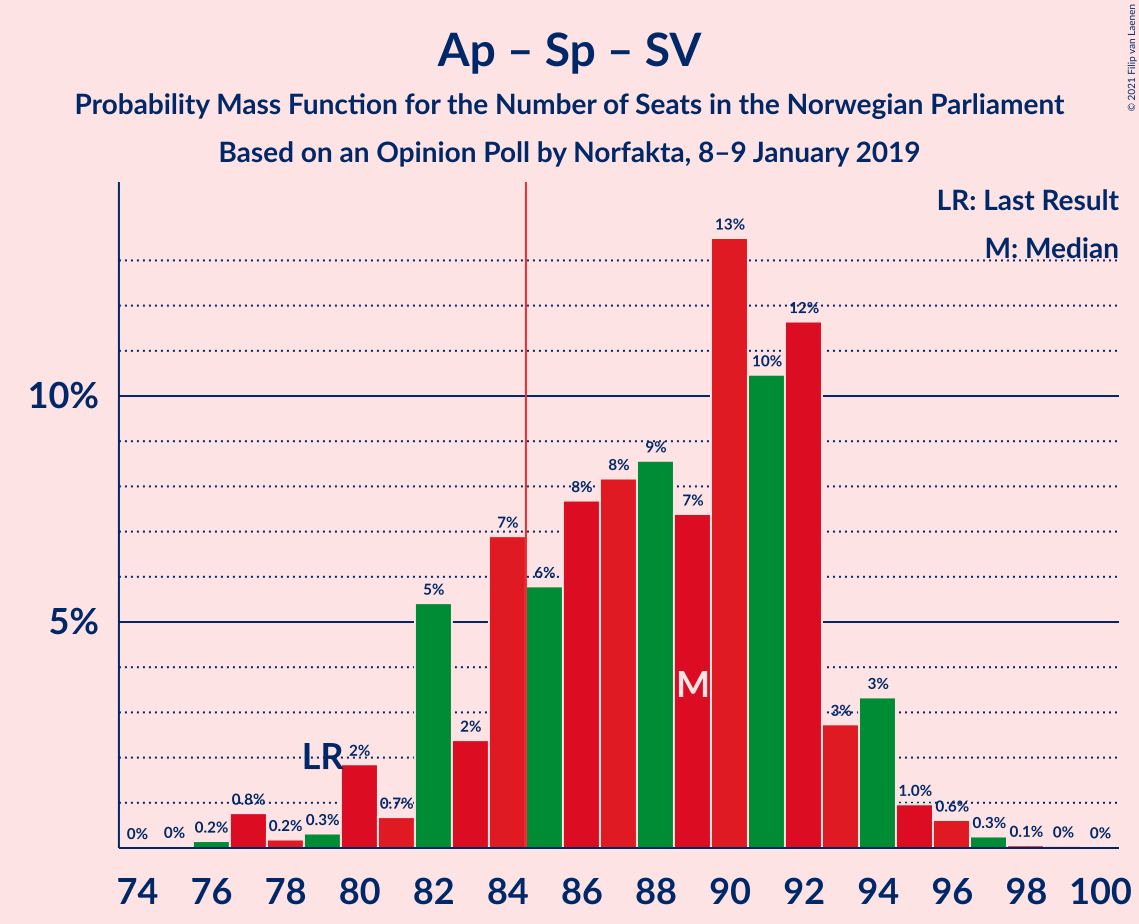 Ap – Sp – SV
Probability Mass Function for the Number of Seats in the Norwegian Parliament
Based on an Opinion Poll by Norfakta, 8–9 January 2019
© 2021 Filip van Laenen
LR: Last Result
M: Median
10%
5%
0% 0% 0.2% 0.8% 0.2% 0.3% 2% 0.7% 5% 2% 7% 6% 8% 8% 9% 7% 13% 10% 12% 3% 3% 1.0% 0.6% 0.3% 0.1% 0% 0%
LR
M
74 76 78 80 82 84 86 88 90 92 94 96 98 100